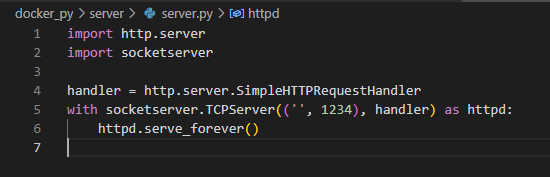 docker_py > server > server.py > httpd
1 import http.server
2 import socketserver
3
4 handler = http.server.SimpleHTTPRequestHandler
5 with socketserver.TCPServer(('', 1234), handler) as httpd:
6     httpd.serve_forever()
7